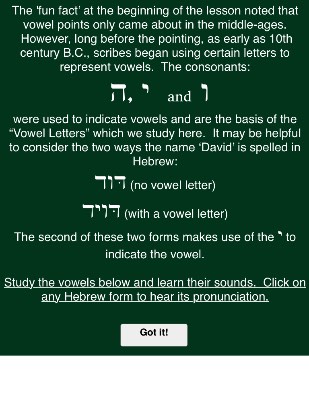 The 'fun fact' at the beginning of the lesson noted that
vowel points only came about in the middle-ages.
However, long before the pointing, as early as 10th
century B.C., scribes began using certain letters to
represent vowels.  The consonants:
ה, י and ו
were used to indicate vowels and are the basis of the
“Vowel Letters” which we study here.  It may be helpful
to consider the two ways the name ‘David’ is spelled in
Hebrew:
דּוד (no vowel letter)
דּויד (with a vowel letter)
The second of these two forms makes use of the י to
indicate the vowel.
Study the vowels below and learn their sounds.  Click on
any Hebrew form to hear its pronunciation.
Got it!